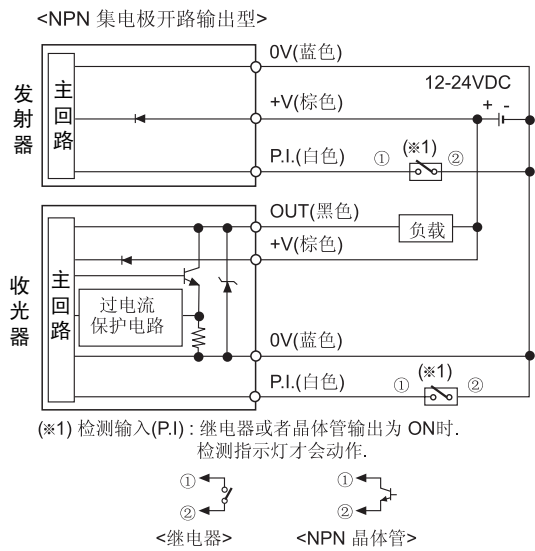 <NPN 集电极开路输出型>
发射器
主回路
0V(蓝色)
12-24VDC
+ -
+V(棕色)
P.I.(白色) ① (※1) ②
OUT(黑色)
负载
+V(棕色)
收光器
主回路
过电流
保护电路
0V(蓝色)
P.I.(白色) ① (※1) ②
(※1) 检测输入(P.I) : 继电器或者晶体管输出为 ON时.
检测指示灯才会动作.
① ①
② ②
<继电器> <NPN 晶体管>